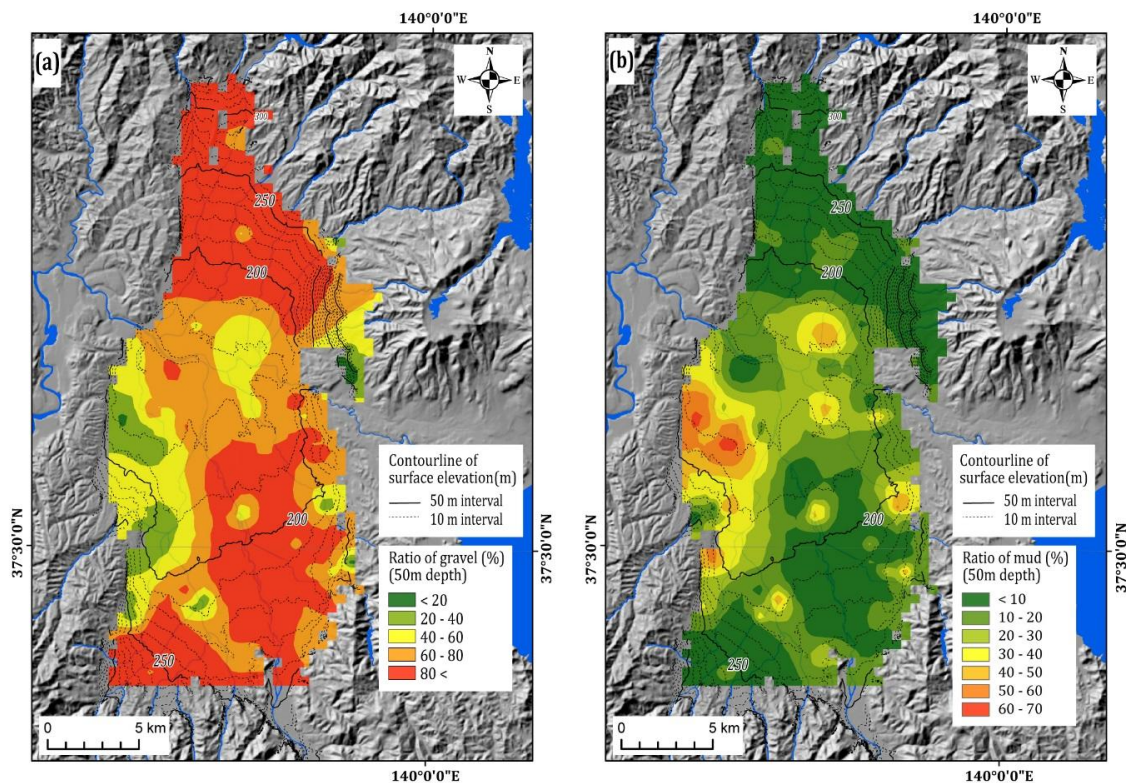 140°0'0"E
140°0'0"E
(a)
N
W E
S
(b)
N
W E
S
300
300
250
250
200
200
Contourline of
surface elevation(m)
50 m interval
10 m interval
Contourline of
surface elevation(m)
50 m interval
10 m interval
200
200
37°30'0"N
37°30'0"N
37°30'0"N
Ratio of gravel (%)
(50m depth)
< 20
20 - 40
40 - 60
60 - 80
80 <
Ratio of mud (%)
(50m depth)
< 10
10 - 20
20 - 30
30 - 40
40 - 50
50 - 60
60 - 70
250
250
0 5 km
0 5 km
140°0'0"E
140°0'0"E